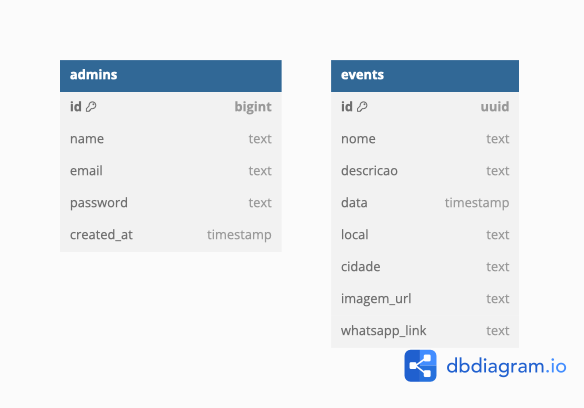 admins
id bigint
name text
email text
password text
created_at timestamp
events
id uuid
nome text
descricao text
data timestamp
local text
cidade text
imagem_url text
whatsapp_link text
dbdiagram.io